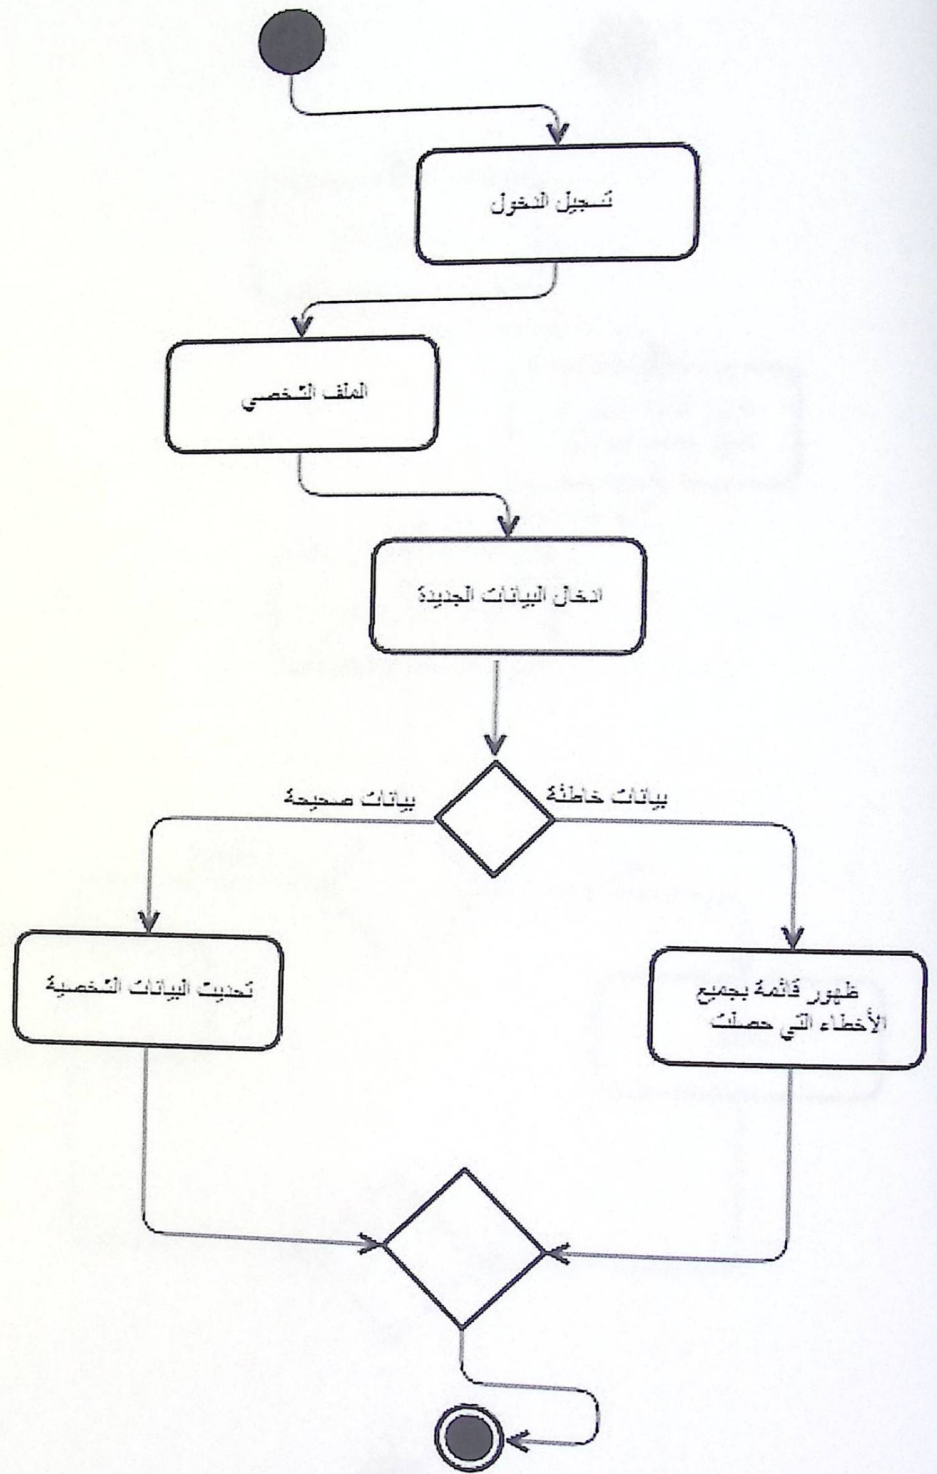 تسجيل الدخول
الملف الشخصي
ادخال البيانات الجديدة
بيانات خاطئة
بيانات صحيحة
ظهور قائمة بجميع
الأخطاء التي حصلت
تحديث البيانات الشخصية